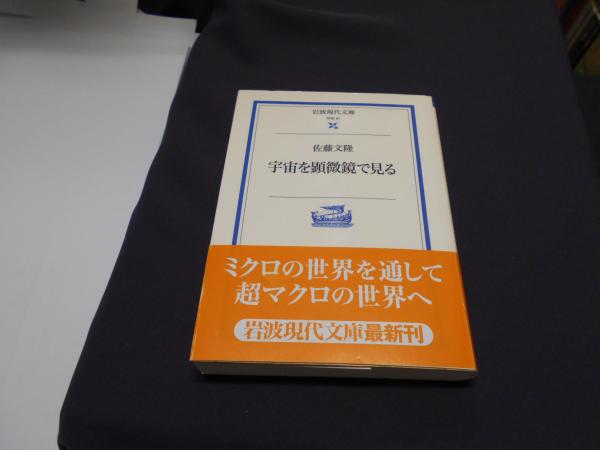 岩波現代文庫
佐藤文隆
宇宙を顕微鏡で見る
ミクロの世界を通して
超マクロの世界へ
岩波現代文庫最新刊